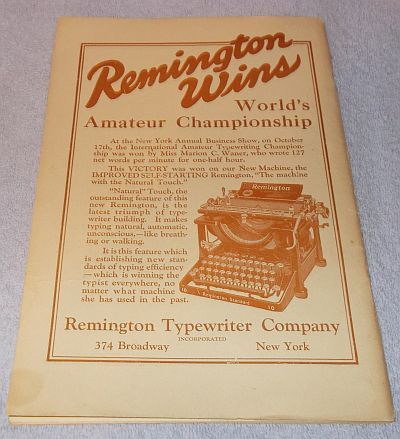 Remington
Wins
World's
Amateur Championship
At the New York Annual Business Show, on October
17th, the International Amateur Typewriting Champion-
ship was won by Miss Marion C. Waner, who wrote 127
net words per minute for one-half hour.
This VICTORY was won on our New Machine, the
IMPROVED SELF-STARTING Remington, "The machine
with the Natural Touch."
"Natural" Touch, the
outstanding feature of this
new Remington, is the
latest triumph of type-
writer building. It makes
typing natural, automatic,
unconscious,—like breath-
ing or walking.
It is this feature which
is establishing new stan-
dards of typing efficiency
—which is winning the
typist everywhere, no
matter what machine
she has used in the past.
Remington
10 Remington Standard 10
Remington Typewriter Company
INCORPORATED
374 Broadway New York